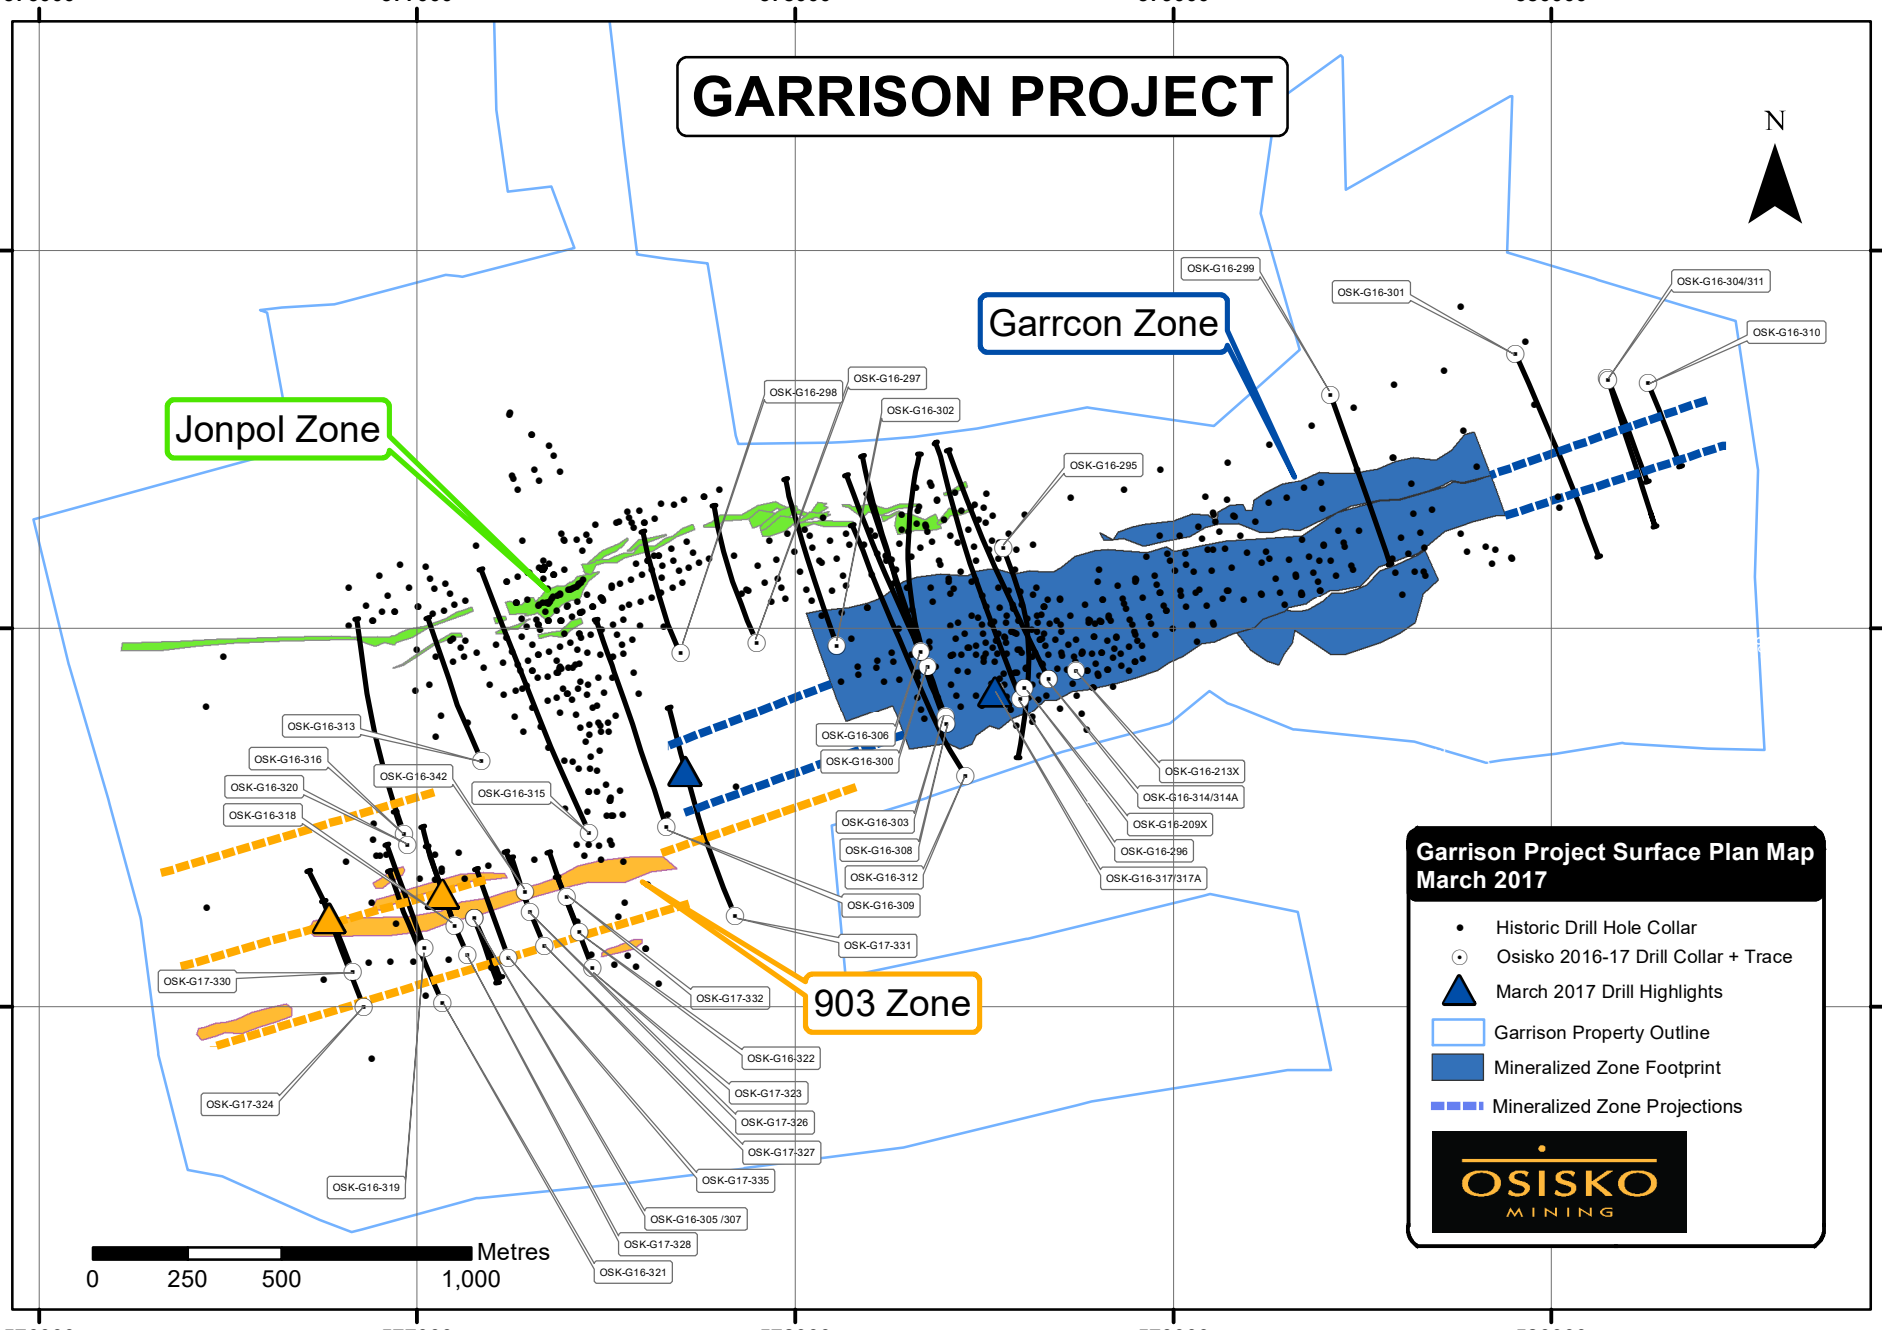 GARRISON PROJECT
N
OSK-G16-299
OSK-G16-301
OSK-G16-304/311
OSK-G16-310
Garrcon Zone
OSK-G16-297
OSK-G16-298
OSK-G16-302
Jonpol Zone
OSK-G16-295
OSK-G16-313
OSK-G16-306
OSK-G16-316
OSK-G16-300
OSK-G16-342
OSK-G16-213X
OSK-G16-320
OSK-G16-315
OSK-G16-314/314A
OSK-G16-318
OSK-G16-303
OSK-G16-209X
OSK-G16-308
OSK-G16-296
OSK-G16-312
OSK-G16-317/317A
OSK-G16-309
OSK-G17-331
OSK-G17-330
OSK-G17-332
903 Zone
OSK-G16-322
OSK-G17-323
OSK-G17-324
OSK-G17-326
OSK-G17-327
OSK-G17-335
OSK-G16-319
OSK-G16-305 /307
OSK-G17-328
OSK-G16-321
Metres
0 250 500 1,000
Garrison Project Surface Plan Map
March 2017
Historic Drill Hole Collar
Osisko 2016-17 Drill Collar + Trace
March 2017 Drill Highlights
Garrison Property Outline
Mineralized Zone Footprint
Mineralized Zone Projections
OSISKO
MINING